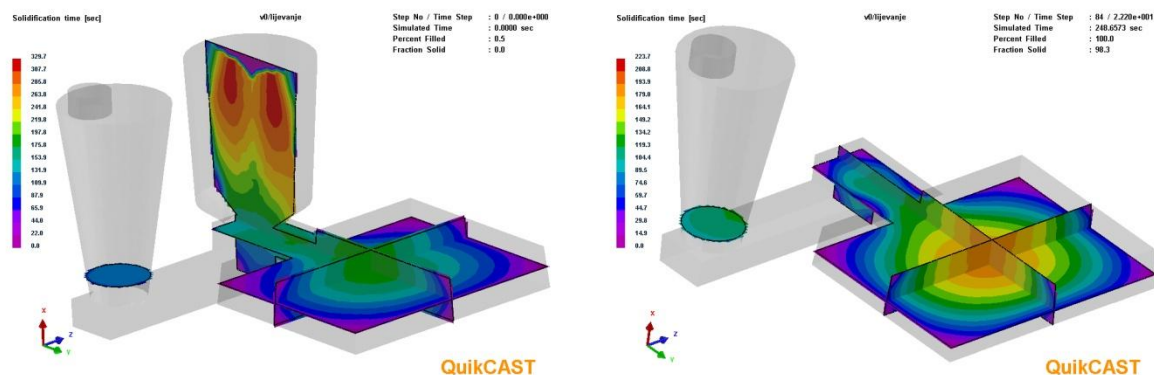 Solidification time [sec]
v0/lijevanje
Step No / Time Step : 0 / 0.000e+000
Simulated Time : 0.0000 sec
Percent Filled : 0.5
Fraction Solid : 0.0
329.7
307.7
285.8
263.8
241.8
219.8
197.8
175.8
153.9
131.9
109.9
87.9
65.9
44.0
22.0
0.0
X
Z
Y
QuikCAST
Solidification time [sec]
v0/lijevanje
Step No / Time Step : 84 / 2.220e+001
Simulated Time : 248.6573 sec
Percent Filled : 100.0
Fraction Solid : 98.3
223.7
208.8
193.9
179.0
164.1
149.2
134.2
119.3
104.4
89.5
74.6
59.7
44.7
29.8
14.9
0.0
X
Z
Y
QuikCAST